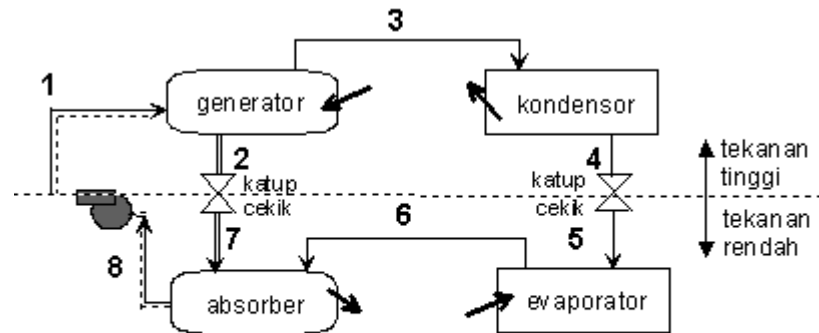 3
1
generator
kondensor
2
4
katup
cekik
katup
cekik
tekanan
tinggi
tekanan
rendah
7
6
5
8
absorber
evaporator